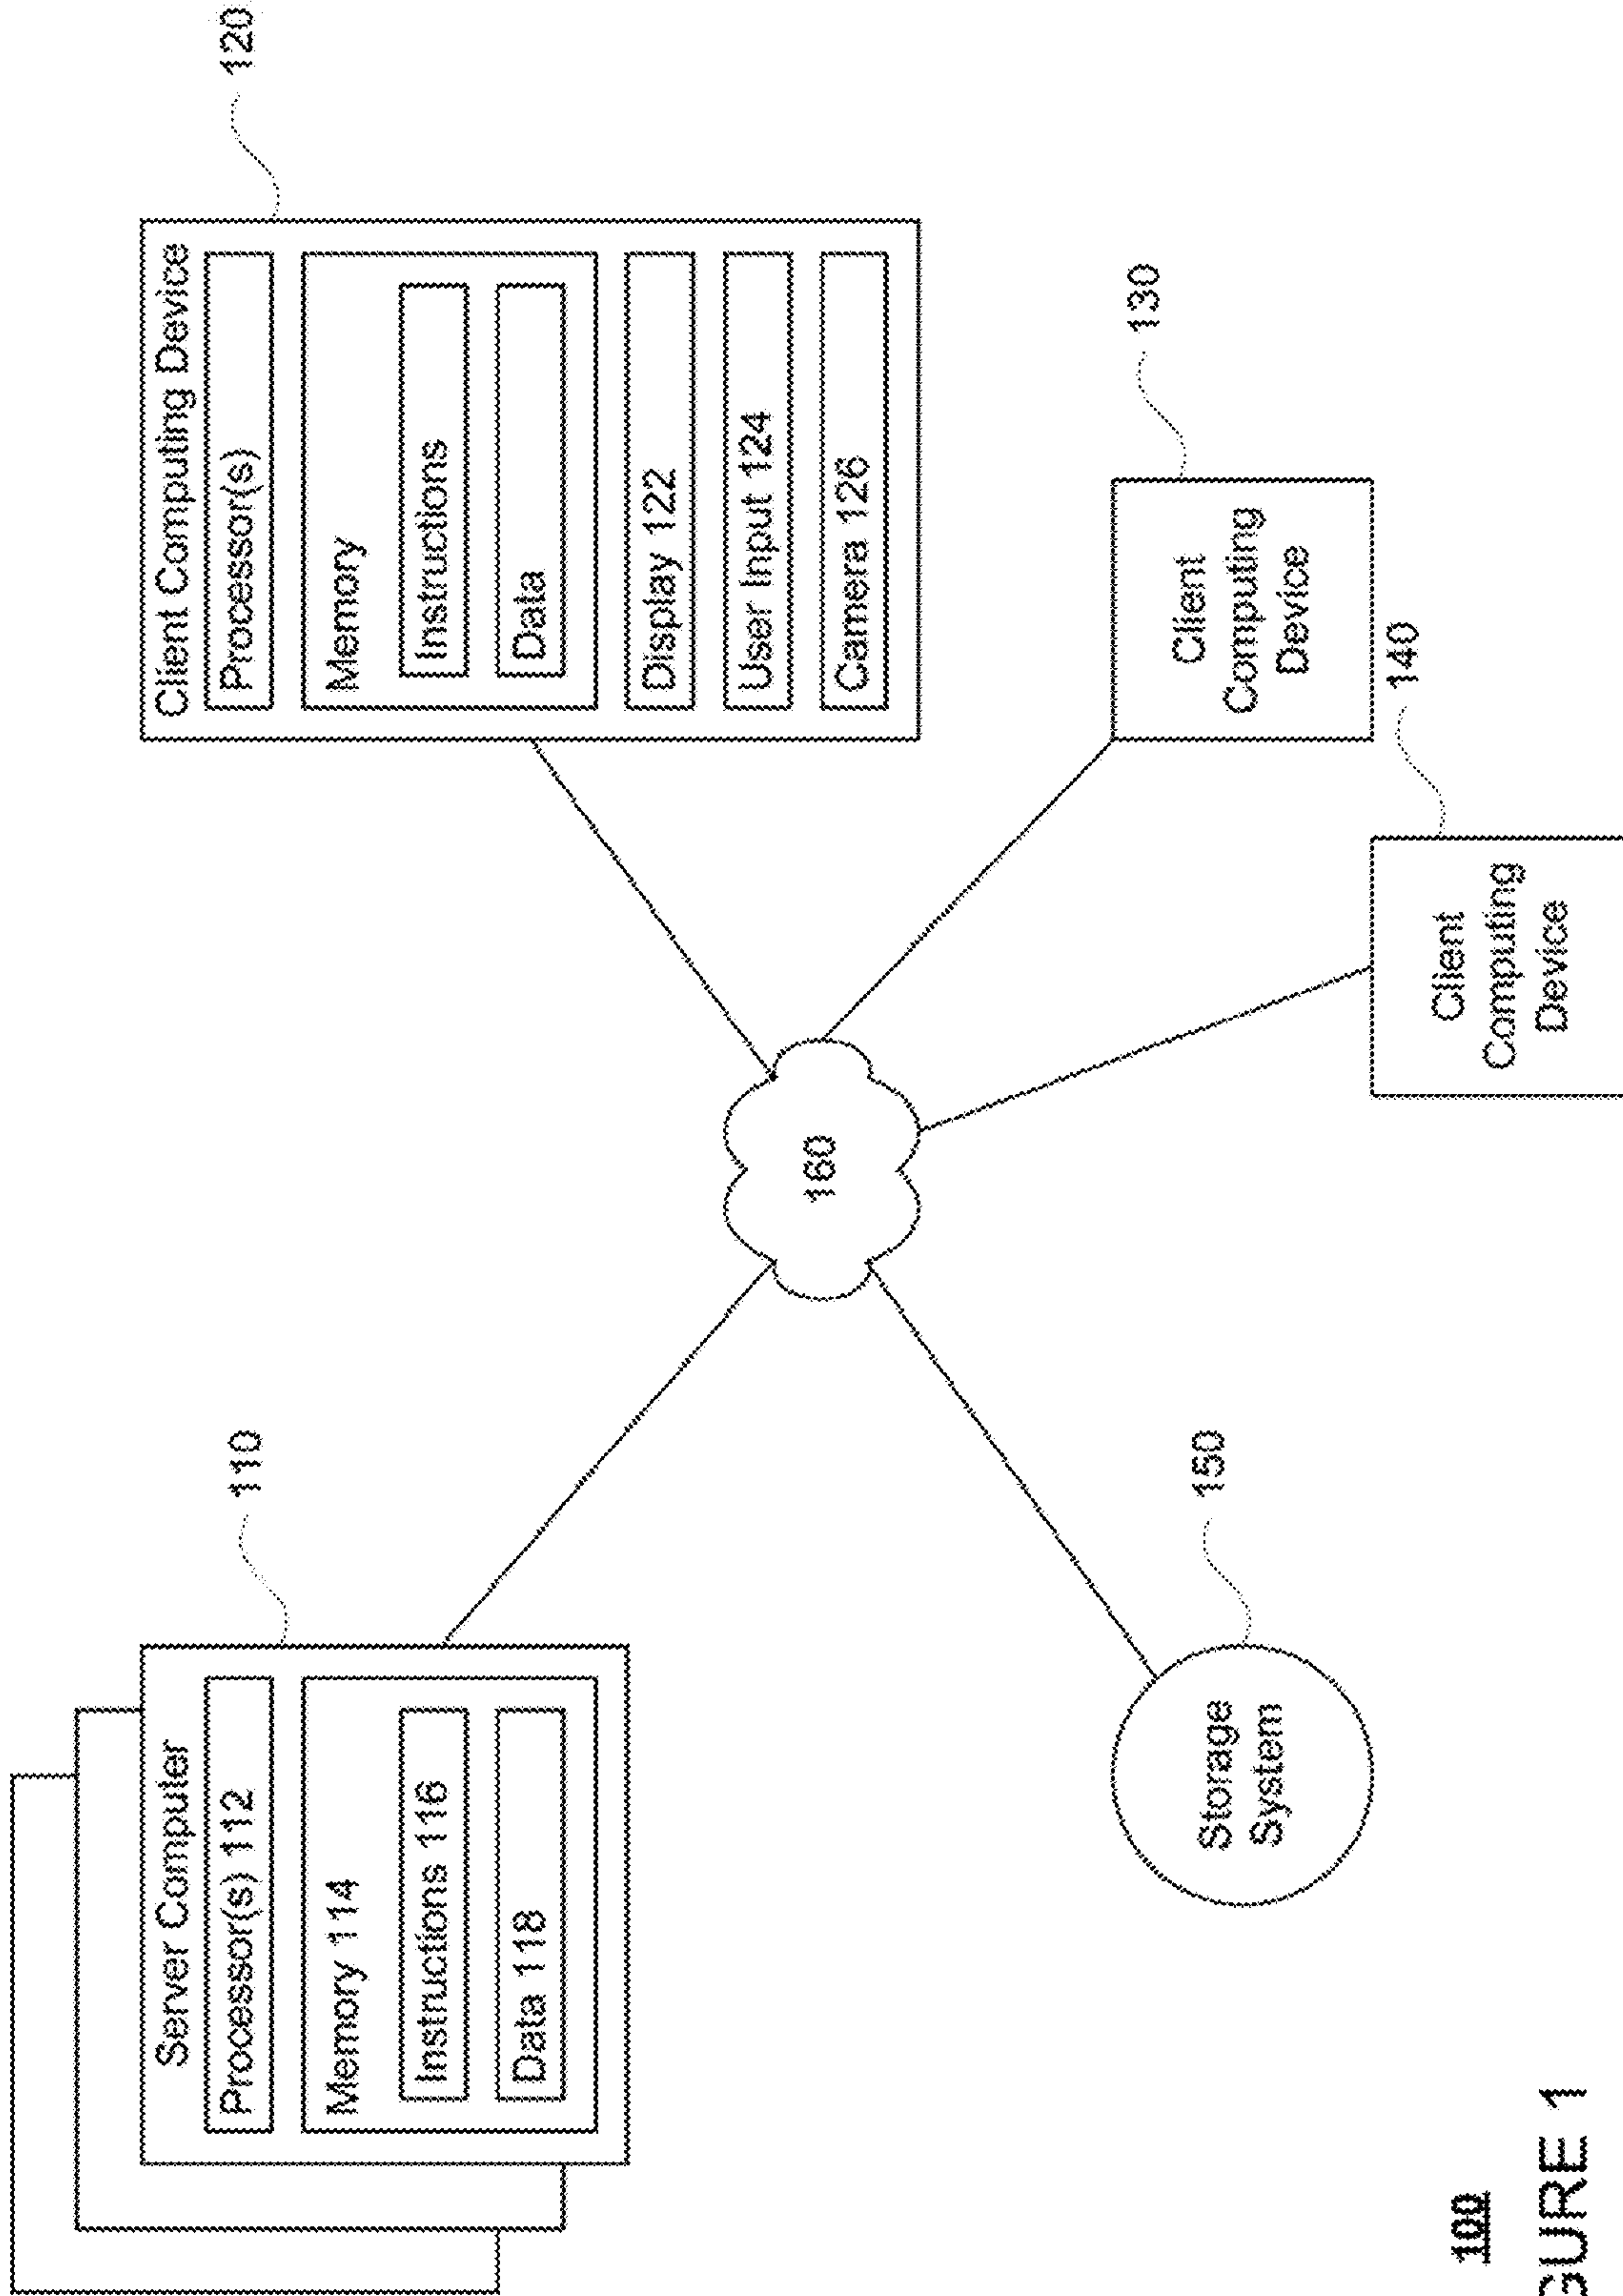 110
Server Computer
Processor(s) 112
Memory 114
Instructions 116
Data 118
120
Client Computing Device
Processor(s)
Memory
Instructions
Data
Display 122
User Input 124
Camera 126
160
130
Client
Computing
Device
140
Client
Computing
Device
150
Storage
System
100
GURE 1